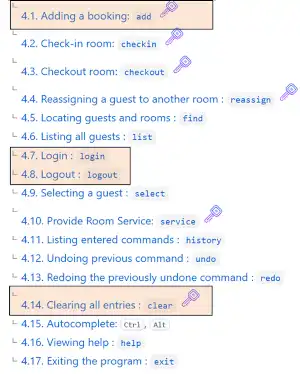 4.1. Adding a booking: add
4.2. Check-in room: checkin
4.3. Checkout room: checkout
4.4. Reassigning a guest to another room : reassign
4.5. Locating guests and rooms : find
4.6. Listing all guests : list
4.7. Login : login
4.8. Logout : logout
4.9. Selecting a guest : select
4.10. Provide Room Service: service
4.11. Listing entered commands : history
4.12. Undoing previous command : undo
4.13. Redoing the previously undone command : redo
4.14. Clearing all entries : clear
4.15. Autocomplete: Ctrl, Alt
4.16. Viewing help : help
4.17. Exiting the program : exit